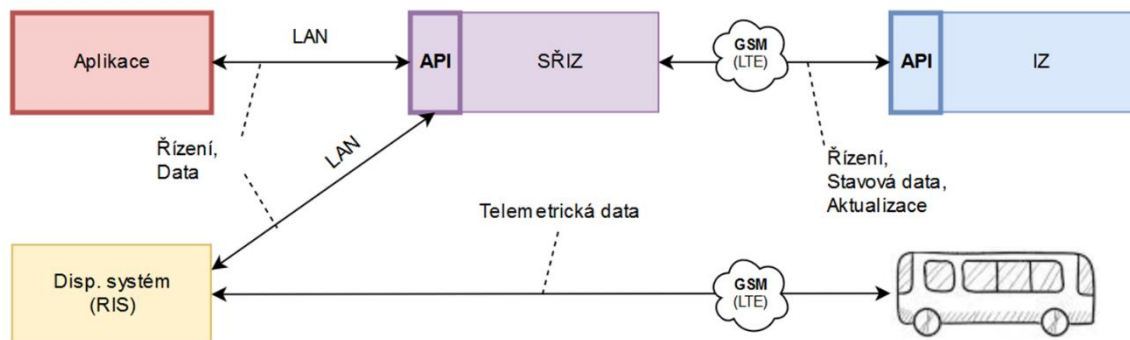 LAN
Aplikace
API
SŘIZ
GSM
(LTE)
API
IZ
Řízení,
Data
LAN
Řízení,
Stavová data,
Aktualizace
Telemetrická data
Disp. systém
(RIS)
GSM
(LTE)